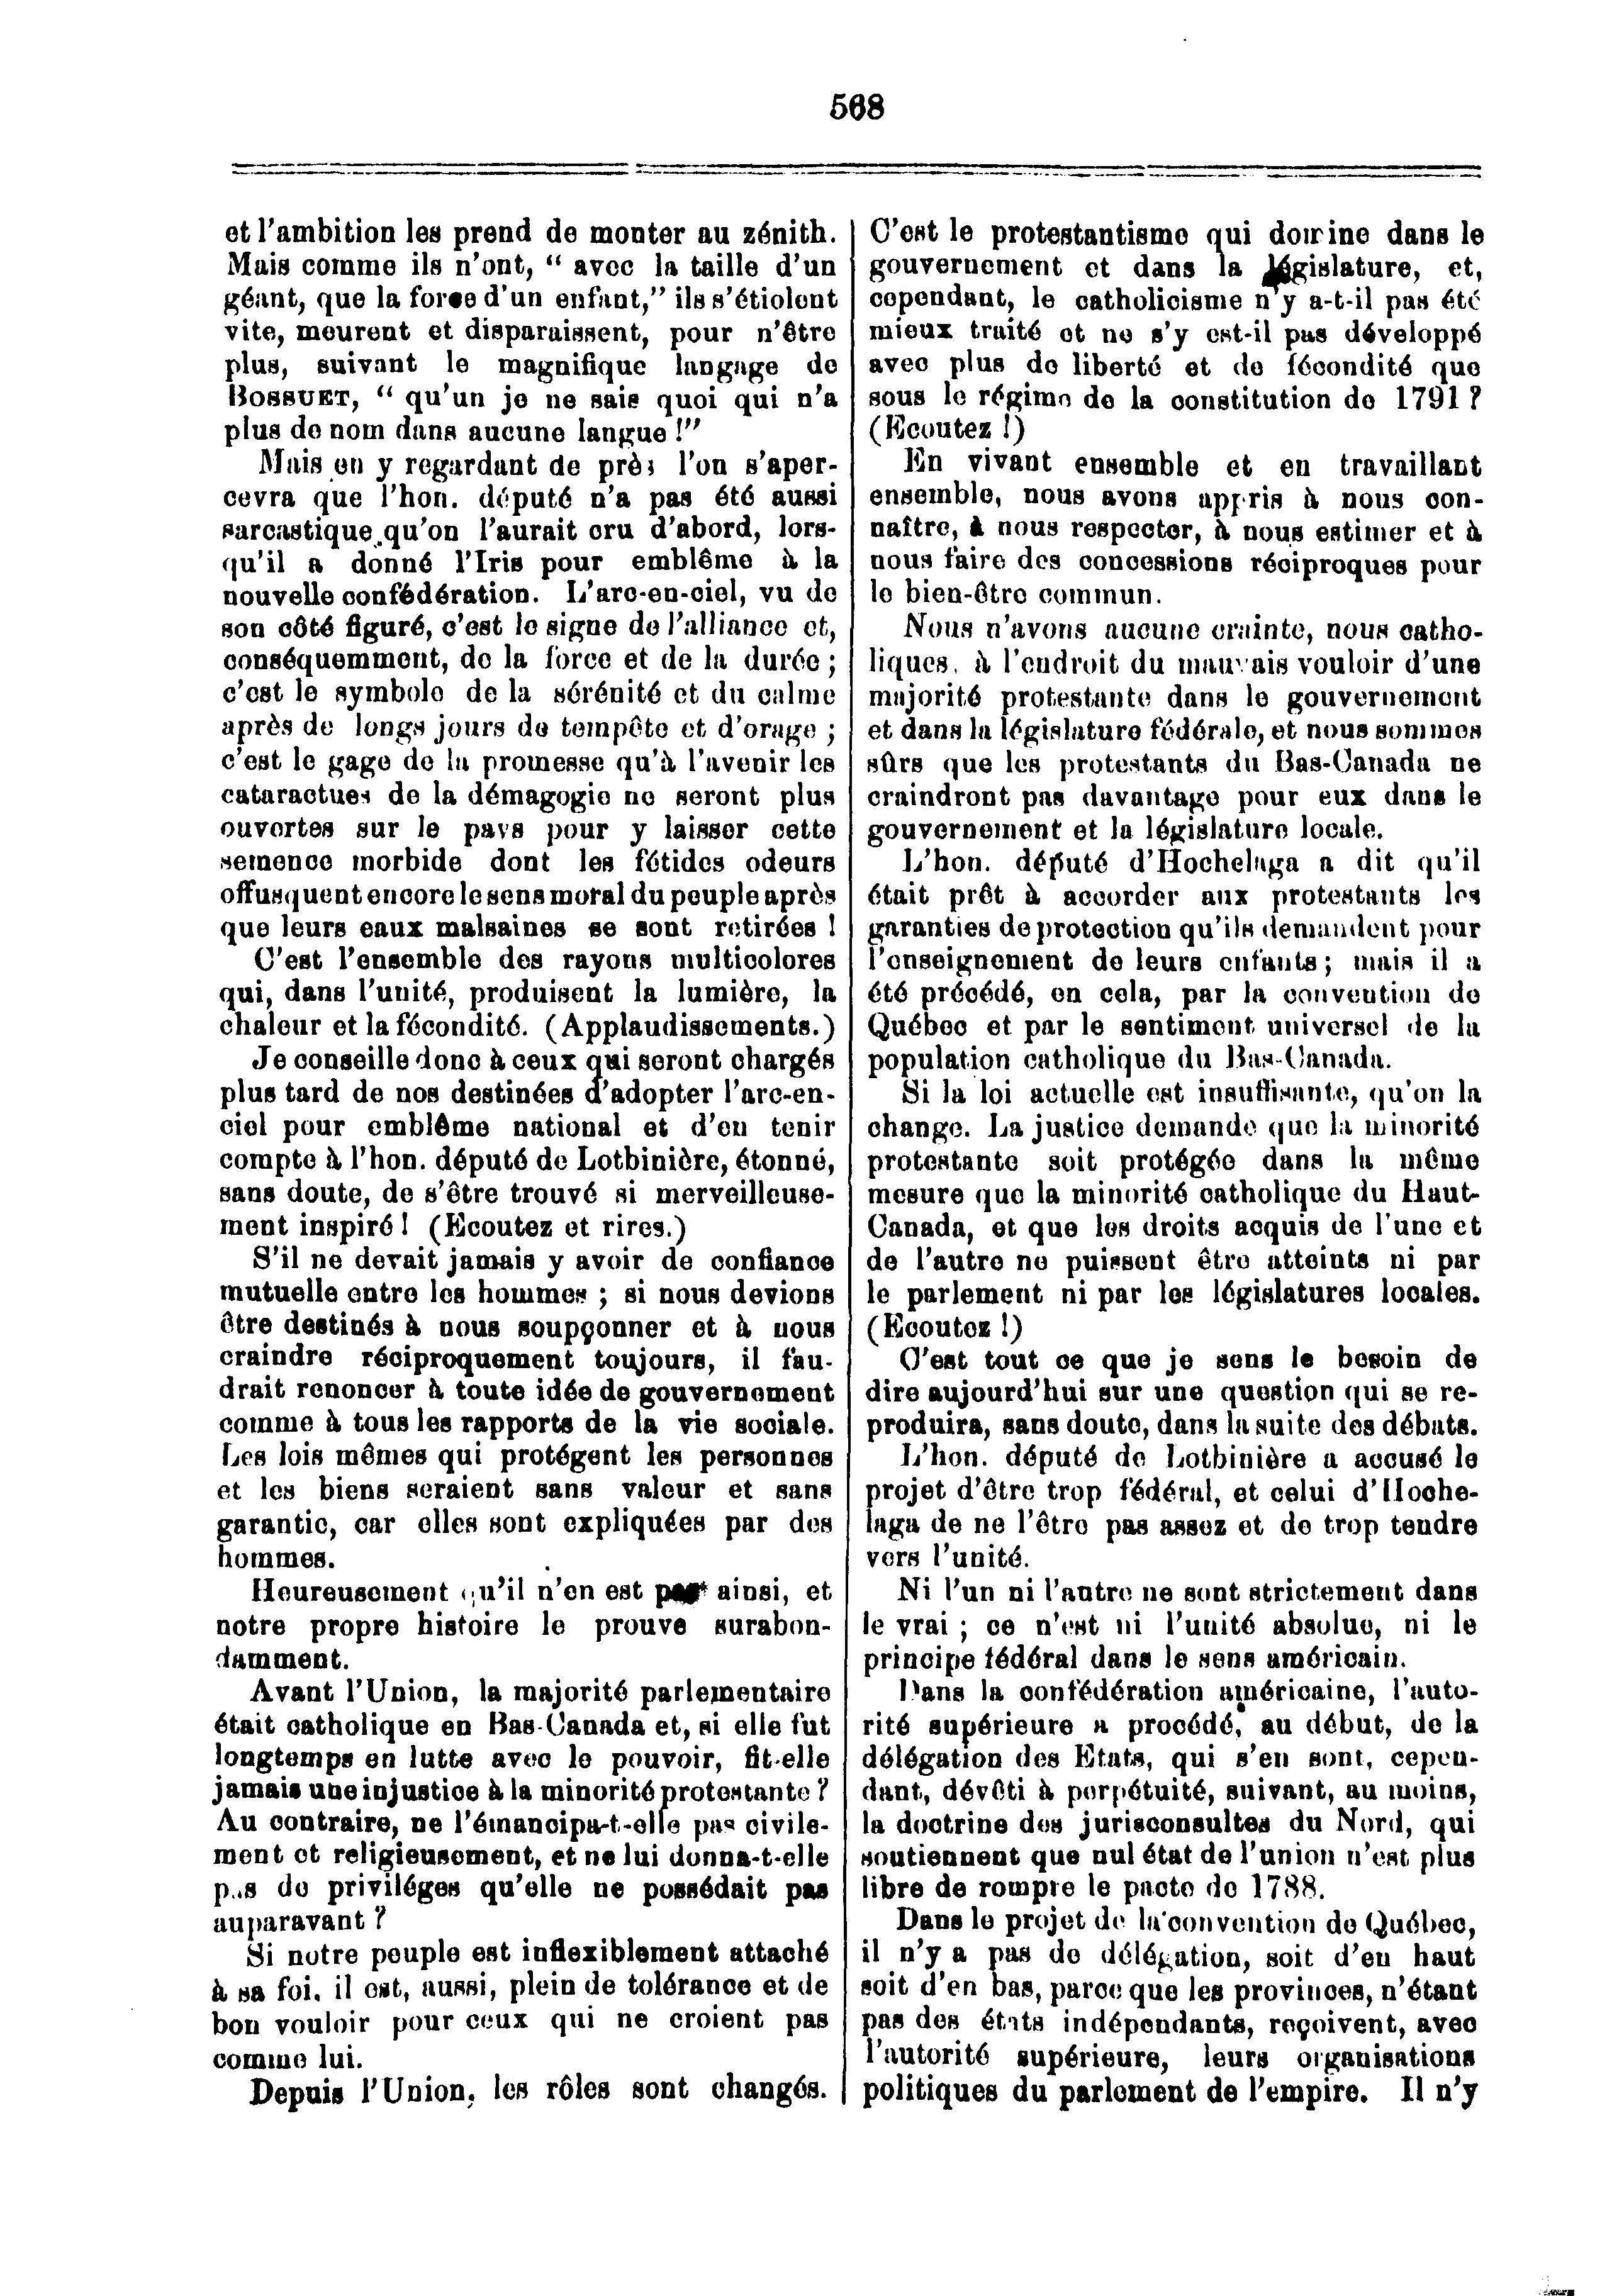 568
et l'ambition les prend de monter au zénith.
Mais comme ils n'ont, “ avec la taille d'un
géant, que la force d'un enfant,” ils s'étiolent
vite, meurent et disparaissent, pour n'être
plus, suivant le magnifique langage de
BOSSUET, “ qu'un je ne sais quoi qui n'a
plus de nom dans aucune langue !”
Mais en y regardant de près l'on s'aper-
cevra que l'hon. député n'a pas été aussi
sarcastique qu'on l'aurait cru d'abord, lors-
qu'il a donné l'Iris pour emblême à la
nouvelle confédération. L'arc-en-ciel, vu de
son côté figuré, c'est le signe de l'alliance et,
conséquemment, de la force et de la durée ;
c'est le symbole de la sérénité et du calme
après de longs jours de tempête et d'orage ;
c'est le gage de la promesse qu'à l'avenir les
cataractues de la démagogie ne seront plus
ouvertes sur le pays pour y laisser cette
semence morbide dont les fétides odeurs
offusquent encore le sens moral du peuple après
que leurs eaux malsaines se sont retirées !
C'est l'ensemble des rayons multicolores
qui, dans l'unité, produisent la lumière, la
chaleur et la fécondité. (Applaudissements.)
Je conseille donc à ceux qui seront chargés
plus tard de nos destinées d'adopter l'arc-en-
ciel pour emblême national et d'en tenir
compte à l'hon. député de Lotbinière, étonné,
sans doute, de s'être trouvé si merveilleuse-
ment inspiré ! (Ecoutez et rires.)
S'il ne devait jamais y avoir de confiance
mutuelle entre les hommes ; si nous devions
être destinés à nous soupçonner et à nous
craindre réciproquement toujours, il fau-
drait renoncer à toute idée de gouvernement
comme à tous les rapports de la vie sociale.
Les lois mêmes qui protégent les personnes
et les biens seraient sans valeur et sans
garantie, car elles sont expliquées par des
hommes.
Heureusement qu'il n'en est pas ainsi, et
notre propre histoire le prouve surabon-
damment.
Avant l'Union, la majorité parlementaire
était catholique en Bas-Canada et, si elle fut
longtemps en lutte avec le pouvoir, fit-elle
jamais une injustice à la minorité protestante ?
Au contraire, ne l'émancipa-t-elle pas civile-
ment et religieusement, et ne lui donna-t-elle
pas de priviléges qu'elle ne possédait pas
auparavant ?
Si notre peuple est inflexiblement attaché
à sa foi, il est, aussi, plein de tolérance et de
bon vouloir pour ceux qui ne croient pas
comme lui.
Depuis l'Union, les rôles sont changés.
C'est le protestantisme qui domine dans le
gouvernement et dans la législature, et,
cependant, le catholicisme n'y a-t-il pas été
mieux traité et ne s'y est-il pas développé
avec plus de liberté et de fécondité que
sous le régime de la constitution de 1791 ?
(Ecoutez !)
En vivant ensemble et en travaillant
ensemble, nous avons appris à nous con-
naître, à nous respecter, à nous estimer et à
nous faire des concessions réciproques pour
le bien-être commun.
Nous n'avons aucune crainte, nous catho-
liques, à l'endroit du mauvais vouloir d'une
majorité protestante dans le gouvernement
et dans la législature fédérale, et nous sommes
sûrs que les protestants du Bas-Canada ne
craindront pas davantage pour eux dans le
gouvernement et la législature locale.
L'hon. député d'Hochelaga a dit qu'il
était prêt à accorder aux protestants les
garanties de protection qu'ils demandent pour
l'enseignement de leurs enfants ; mais il a
été précédé, en cela, par la convention de
Québec et par le sentiment universel de la
population catholique du Bas-Canada.
Si la loi actuelle est insuffisante, qu'on la
change. La justice demande que la minorité
protestante soit protégée dans la même
mesure que la minorité catholique du Haut-
Canada, et que les droits acquis de l'une et
de l'autre ne puissent être atteints ni par
le parlement ni par les législatures locales.
(Ecoutez !)
C'est tout ce que je sens le besoin de
dire aujourd'hui sur une question qui se re-
produira, sans doute, dans la suite des débats.
L'hon. député de Lotbinière a accusé le
projet d'être trop fédéral, et celui d'Hoche-
laga de ne l'être pas assez et de trop tendre
vers l'unité.
Ni l'un ni l'autre ne sont strictement dans
le vrai ; ce n'est ni l'unité absolue, ni le
principe fédéral dans le sens américain.
Dans la confédération américaine, l'auto-
rité supérieure a procédé, au début, de la
délégation des Etats, qui s'en sont, cepen-
dant, dévêti à perpétuité, suivant, au moins,
la doctrine des jurisconsultes du Nord, qui
soutiennent que nul état de l'union n'est plus
libre de rompre le pacte de 1788.
Dans le projet de la convention de Québec,
il n'y a pas de délégation, soit d'en haut
soit d'en bas, parce que les provinces, n'étant
pas des états indépendants, reçoivent, avec
l'autorité supérieure, leurs organisations
politiques du parlement de l'empire. Il n'y